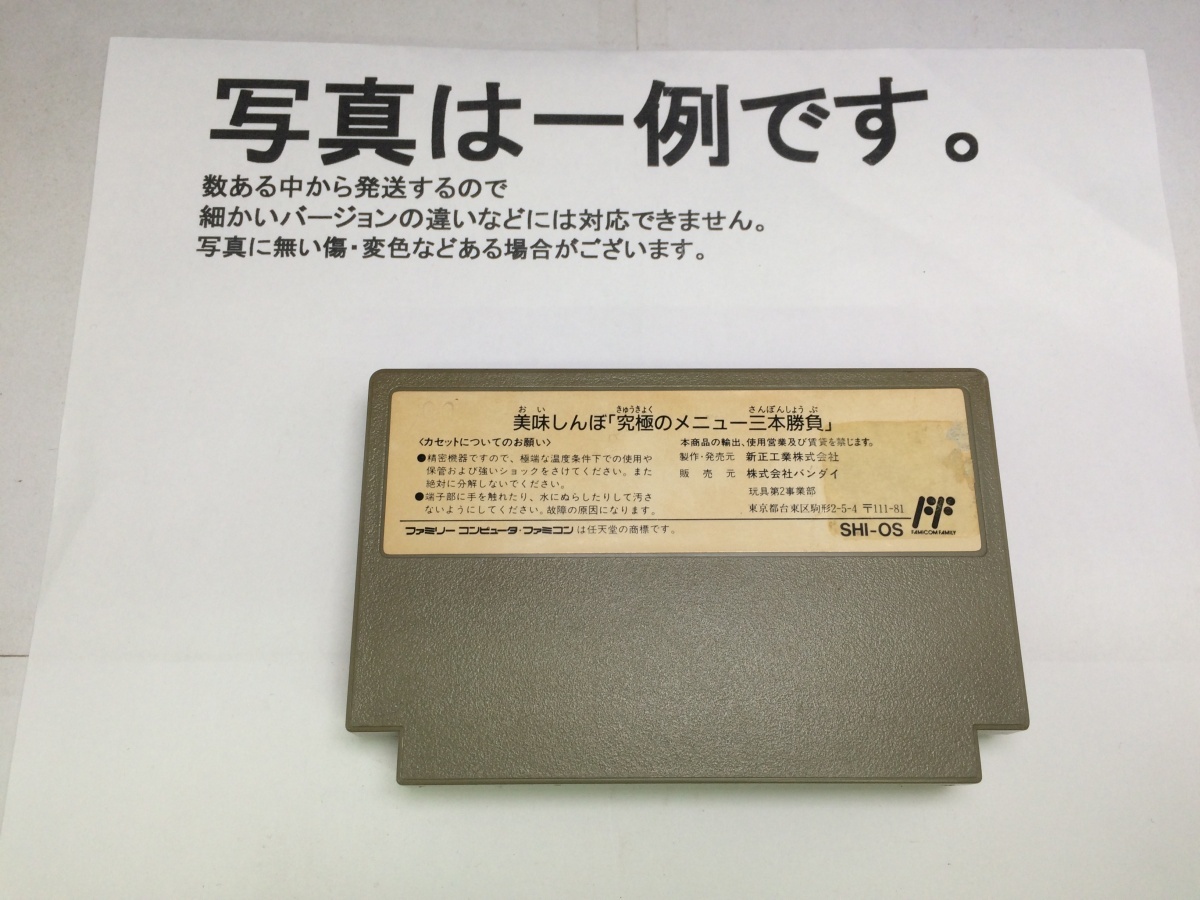 写真は一例です。
数ある中から発送するので
細かいバージョンの違いなどには対応できません。
写真に無い傷・変色などある場合がございます。
おい きゅうきょく さんぼんしょうぶ
美味しんぼ「究極のメニュー三本勝負」
〈カセットについてのお願い〉
●精密機器ですので、極端な温度条件下での使用や
保管および強いショックをさけてください。また
絶対に分解しないでください。
●端子部に手を触れたり、水にぬらしたりして汚さ
ないようにしてください。故障の原因になります。
本商品の輸出、使用営業及び賃貸を禁じます。
製作・発売元 新正工業株式会社
販売元 株式会社バンダイ
玩具第2事業部
東京都台東区駒形2-5-4 〒111-81
ファミリーコンピュータ・ファミコンは任天堂の商標です。
SHI-OS
FAMICOM FAMILY